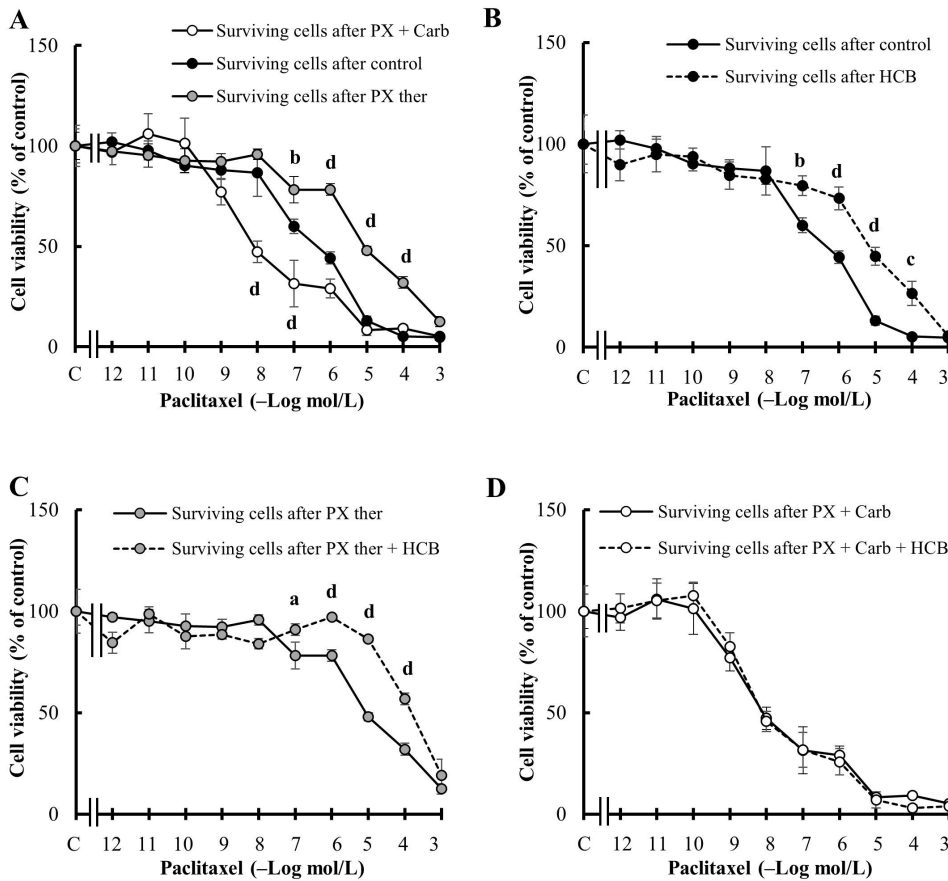 A
Surviving cells after PX + Carb
Surviving cells after control
Surviving cells after PX ther
150
100
50
0
Cell viability (% of control)
b
d
d
d
d
d
C 12 11 10 9 8 7 6 5 4 3
Paclitaxel (–Log mol/L)
B
Surviving cells after control
Surviving cells after HCB
150
100
50
0
Cell viability (% of control)
b
d
d
c
C 12 11 10 9 8 7 6 5 4 3
Paclitaxel (–Log mol/L)
C
Surviving cells after PX ther
Surviving cells after PX ther + HCB
150
100
50
0
Cell viability (% of control)
a
d
d
d
C 12 11 10 9 8 7 6 5 4 3
Paclitaxel (–Log mol/L)
D
Surviving cells after PX + Carb
Surviving cells after PX + Carb + HCB
150
100
50
0
Cell viability (% of control)
C 12 11 10 9 8 7 6 5 4 3
Paclitaxel (–Log mol/L)